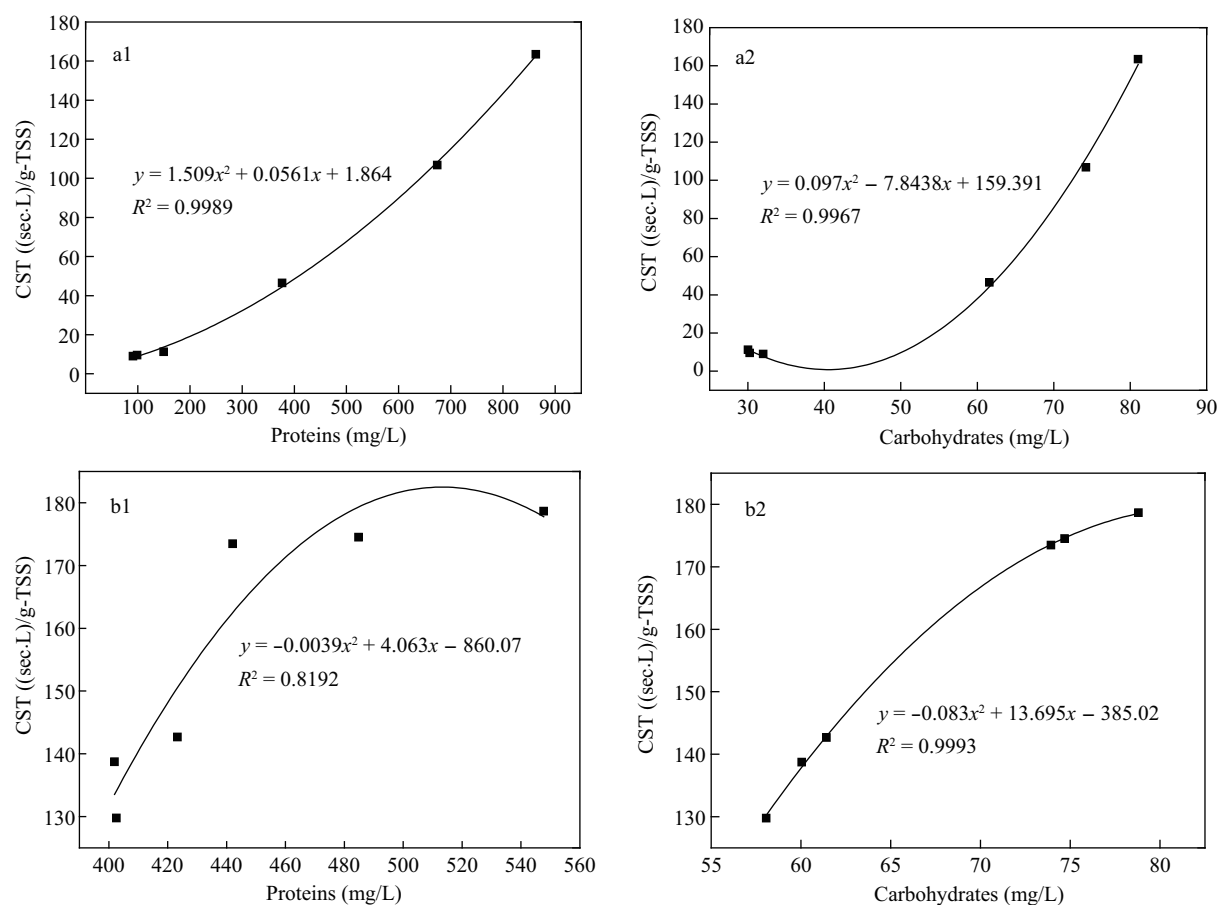 a1
CST ((sec·L)/g-TSS)
180
160
140
120
100
80
60
40
20
0
y = 1.509x² + 0.0561x + 1.864
R² = 0.9989
100 200 300 400 500 600 700 800 900
Proteins (mg/L)
a2
CST ((sec·L)/g-TSS)
180
160
140
120
100
80
60
40
20
0
y = 0.097x² − 7.8438x + 159.391
R² = 0.9967
30 40 50 60 70 80 90
Carbohydrates (mg/L)
b1
CST ((sec·L)/g-TSS)
180
170
160
150
140
130
y = −0.0039x² + 4.063x − 860.07
R² = 0.8192
400 420 440 460 480 500 520 540 560
Proteins (mg/L)
b2
CST ((sec·L)/g-TSS)
180
170
160
150
140
130
y = −0.083x² + 13.695x − 385.02
R² = 0.9993
55 60 65 70 75 80
Carbohydrates (mg/L)